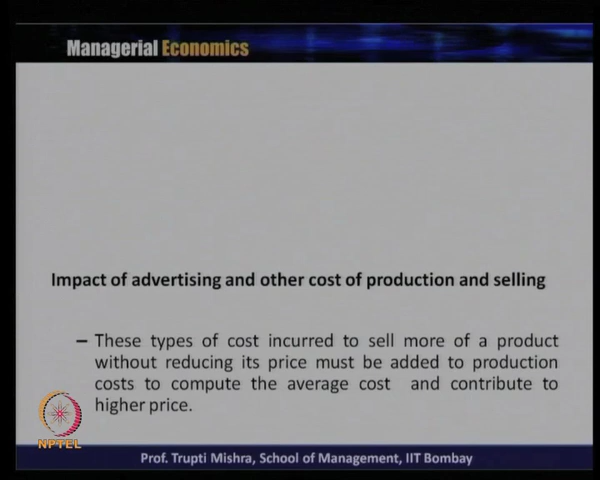 Managerial Economics
Impact of advertising and other cost of production and selling
– These types of cost incurred to sell more of a product
without reducing its price must be added to production
costs to compute the average cost and contribute to
higher price.
NPTEL
Prof. Trupti Mishra, School of Management, IIT Bombay